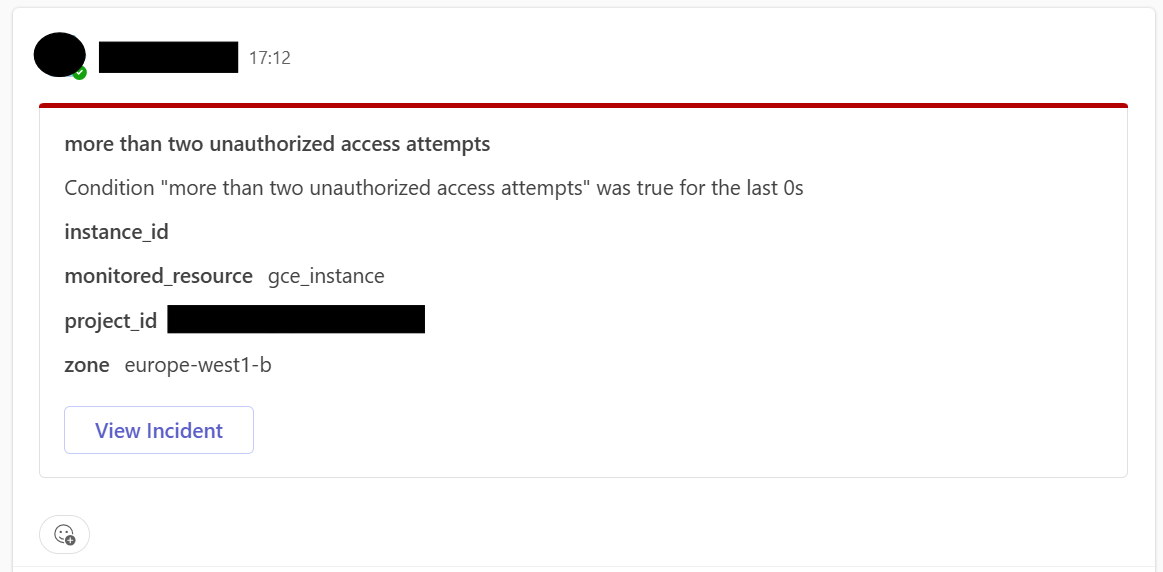 17:12
more than two unauthorized access attempts
Condition "more than two unauthorized access attempts" was true for the last 0s
instance_id
monitored_resource gce_instance
project_id
zone europe-west1-b
View Incident